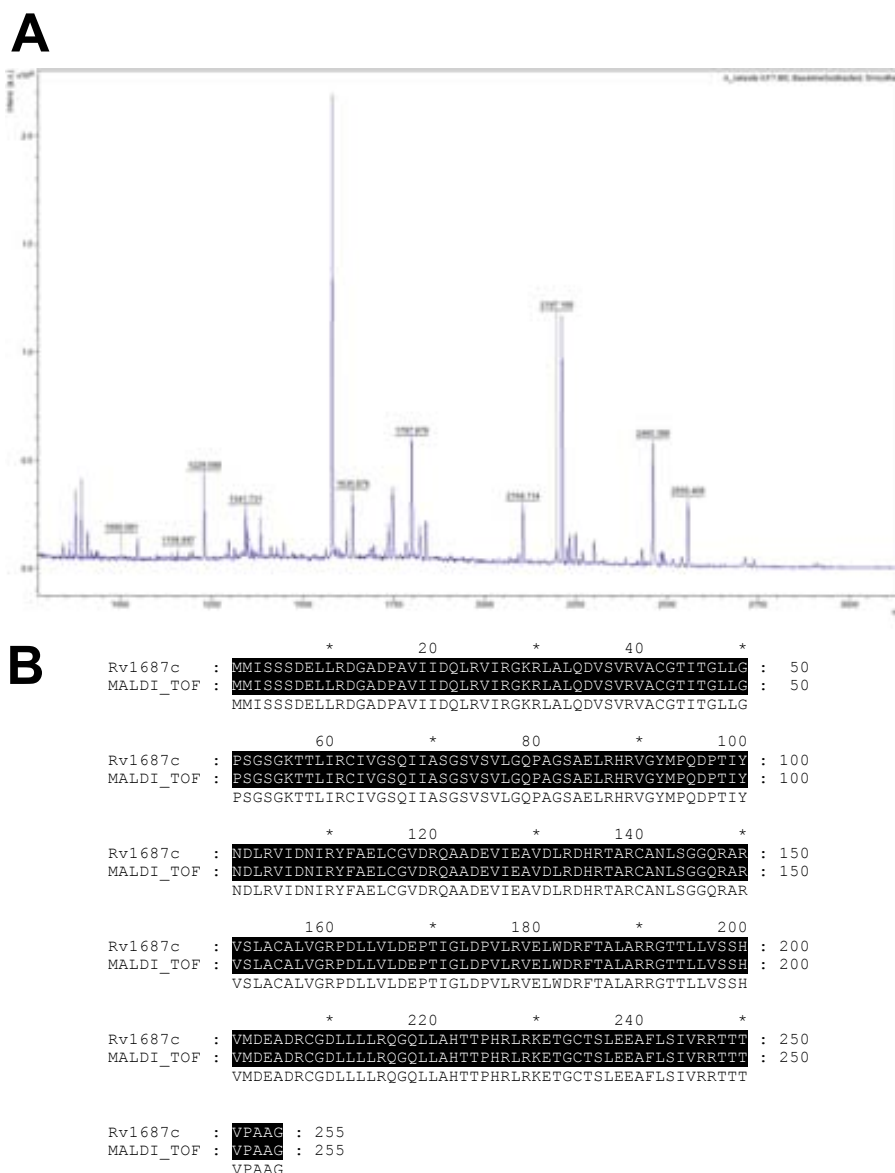 A
B
* 20 * 40 *
Rv1687c : MMISSSDELLRDGADPAVIIDQLRVIRGKRLALQDVSVRVACGTITGLLG : 50
MALDI_TOF : MMISSSDELLRDGADPAVIIDQLRVIRGKRLALQDVSVRVACGTITGLLG : 50
MMISSSDELLRDGADPAVIIDQLRVIRGKRLALQDVSVRVACGTITGLLG
60 * 80 * 100
Rv1687c : PSGSGKTTLIRCIVGSQIIASGSVSVLGQPAGSAELRHRVGYMPQDPTIY : 100
MALDI_TOF : PSGSGKTTLIRCIVGSQIIASGSVSVLGQPAGSAELRHRVGYMPQDPTIY : 100
PSGSGKTTLIRCIVGSQIIASGSVSVLGQPAGSAELRHRVGYMPQDPTIY
* 120 * 140 *
Rv1687c : NDLRVIDNIRYFAELCGVDRQAADEVIEAVDLRDHRTARCANLSGGQRAR : 150
MALDI_TOF : NDLRVIDNIRYFAELCGVDRQAADEVIEAVDLRDHRTARCANLSGGQRAR : 150
NDLRVIDNIRYFAELCGVDRQAADEVIEAVDLRDHRTARCANLSGGQRAR
160 * 180 * 200
Rv1687c : VSLACALVGRPDLLVLDEPTIGLDPVLRVELWDRFTALARRGTTLLVSSH : 200
MALDI_TOF : VSLACALVGRPDLLVLDEPTIGLDPVLRVELWDRFTALARRGTTLLVSSH : 200
VSLACALVGRPDLLVLDEPTIGLDPVLRVELWDRFTALARRGTTLLVSSH
* 220 * 240 *
Rv1687c : VMDEADRCGDLLLLRQGQLLAHTTPHRLRKETGCTSLEEAFLSIVRRTTT : 250
MALDI_TOF : VMDEADRCGDLLLLRQGQLLAHTTPHRLRKETGCTSLEEAFLSIVRRTTT : 250
VMDEADRCGDLLLLRQGQLLAHTTPHRLRKETGCTSLEEAFLSIVRRTTT
Rv1687c : VPAAG : 255
MALDI_TOF : VPAAG : 255
VPAAG